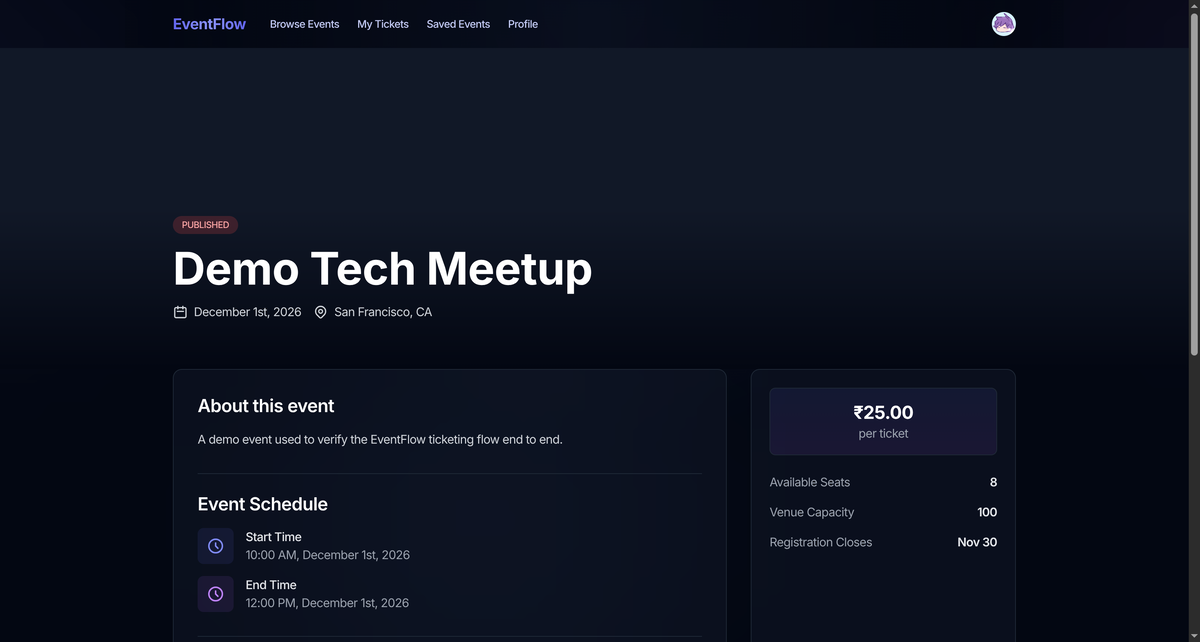 EventFlow
Browse Events
My Tickets
Saved Events
Profile
PUBLISHED
Demo Tech Meetup
December 1st, 2026
San Francisco, CA
About this event
A demo event used to verify the EventFlow ticketing flow end to end.
Event Schedule
Start Time
10:00 AM, December 1st, 2026
End Time
12:00 PM, December 1st, 2026
₹25.00
per ticket
Available Seats 8
Venue Capacity 100
Registration Closes Nov 30